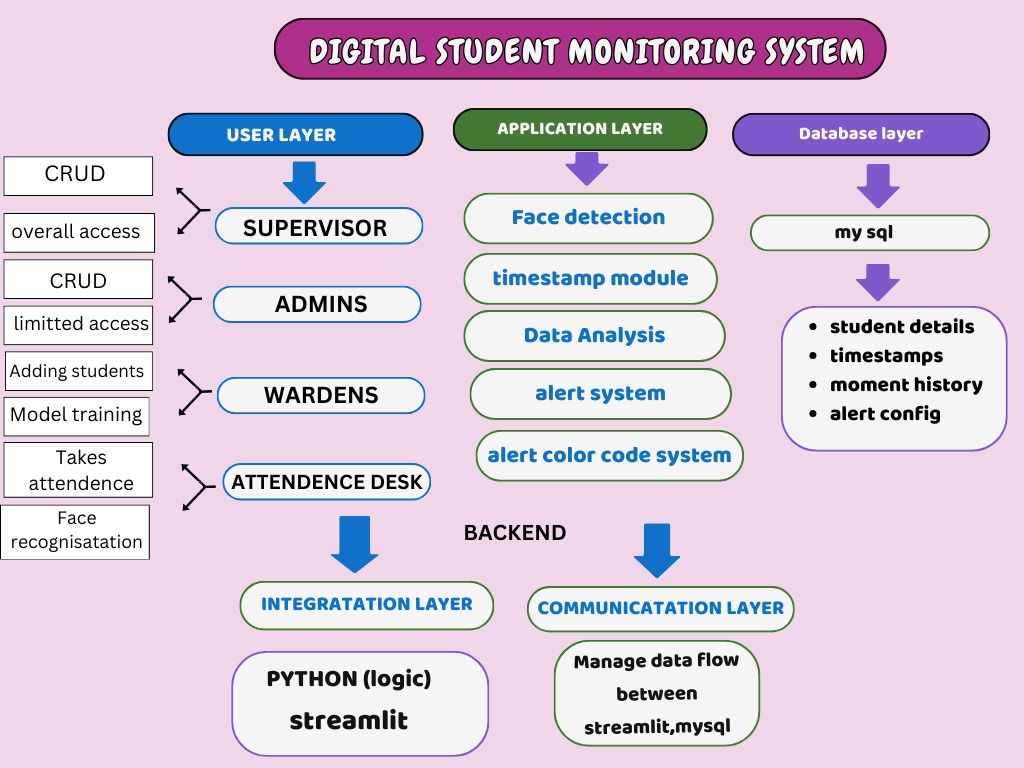 DIGITAL STUDENT MONITORING SYSTEM
USER LAYER
APPLICATION LAYER
Database layer
CRUD
overall access
SUPERVISOR
CRUD
limitted access
ADMINS
Adding students
Model training
WARDENS
Takes
attendence
Face
recognisatation
ATTENDENCE DESK
Face detection
timestamp module
Data Analysis
alert system
alert color code system
my sql
• student details
• timestamps
• moment history
• alert config
BACKEND
INTEGRATATION LAYER
PYTHON (logic)
streamlit
COMMUNICATATION LAYER
Manage data flow
between
streamlit,mysql